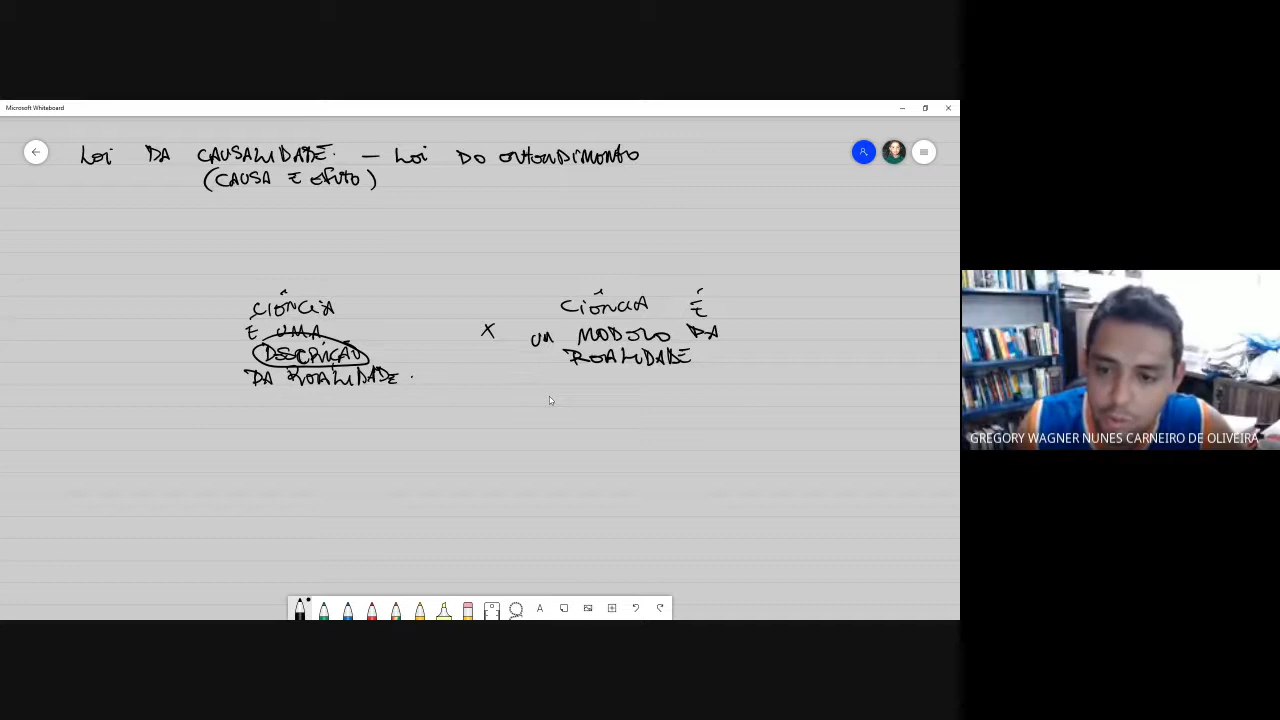 Microsoft Whiteboard
LEI DA CAUSALIDADE. — LEI DO ENTENDIMENTO
(CAUSA E EFEITO)
CIÊNCIA
É UMA
DESCRIÇÃO
DA REALIDADE.
X
CIÊNCIA É
UM MODELO DA
REALIDADE
GREGORY WAGNER NUNES CARNEIRO DE OLIVEIRA
A